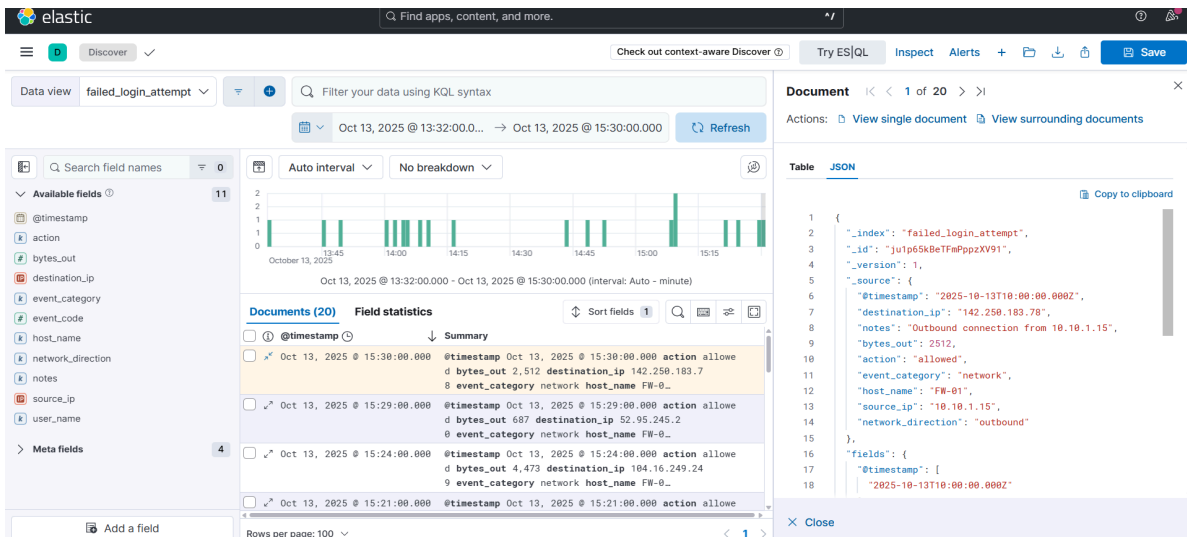 elastic
Find apps, content, and more.
^/
D
Discover
Check out context-aware Discover
Try ES|QL
Inspect
Alerts
Save
Data view
failed_login_attempt
Filter your data using KQL syntax
Oct 13, 2025 @ 13:32:00.0... → Oct 13, 2025 @ 15:30:00.000
Refresh
Search field names
0
Available fields
11
@timestamp
k action
# bytes_out
destination_ip
k event_category
# event_code
k host_name
k network_direction
k notes
source_ip
k user_name
Meta fields
4
Add a field
Auto interval
No breakdown
2
2
1
1
0
13:45 14:00 14:15 14:30 14:45 15:00 15:15
October 13, 2025
Oct 13, 2025 @ 13:32:00.000 - Oct 13, 2025 @ 15:30:00.000 (interval: Auto - minute)
Documents (20)
Field statistics
Sort fields 1
@timestamp
Summary
Oct 13, 2025 @ 15:30:00.000 @timestamp Oct 13, 2025 @ 15:30:00.000 action allowe
d bytes_out 2,512 destination_ip 142.250.183.7
8 event_category network host_name FW-0…
Oct 13, 2025 @ 15:29:00.000 @timestamp Oct 13, 2025 @ 15:29:00.000 action allowe
d bytes_out 687 destination_ip 52.95.245.2
0 event_category network host_name FW-0…
Oct 13, 2025 @ 15:24:00.000 @timestamp Oct 13, 2025 @ 15:24:00.000 action allowe
d bytes_out 4,473 destination_ip 104.16.249.24
9 event_category network host_name FW-0…
Oct 13, 2025 @ 15:21:00.000 @timestamp Oct 13, 2025 @ 15:21:00.000 action allowe
Rows per page: 100
1
Document
1 of 20
Actions: View single document View surrounding documents
Table
JSON
Copy to clipboard
1 {
2 "_index": "failed_login_attempt",
3 "_id": "ju1p65kBeTFmPppzXV91",
4 "_version": 1,
5 "_source": {
6 "@timestamp": "2025-10-13T10:00:00.000Z",
7 "destination_ip": "142.250.183.78",
8 "notes": "Outbound connection from 10.10.1.15",
9 "bytes_out": 2512,
10 "action": "allowed",
11 "event_category": "network",
12 "host_name": "FW-01",
13 "source_ip": "10.10.1.15",
14 "network_direction": "outbound"
15 },
16 "fields": {
17 "@timestamp": [
18 "2025-10-13T10:00:00.000Z"
Close